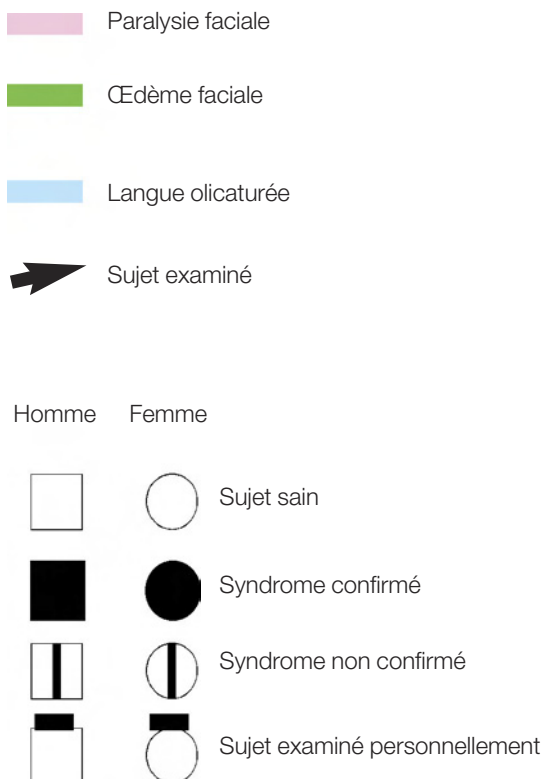 Paralysie faciale
Œdème faciale
Langue olicaturée
Sujet examiné
Homme Femme
Sujet sain
Syndrome confirmé
Syndrome non confirmé
Sujet examiné personnellement